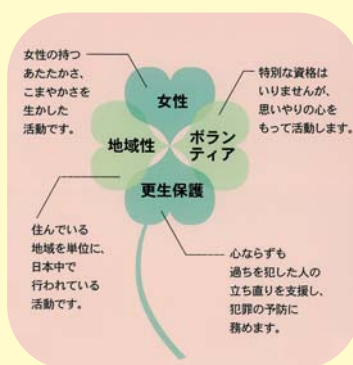 女性の持つ
あたたかさ、
こまやかさを
生かした
活動です。
女性
特別な資格は
いりませんが、
思いやりの心を
もって活動します。
地域性
ボラン
ティア
更生保護
住んでいる
地域を単位に、
日本中で
行われている
活動です。
心ならずも
過ちを犯した人の
立ち直りを支援し、
犯罪の予防に
務めます。